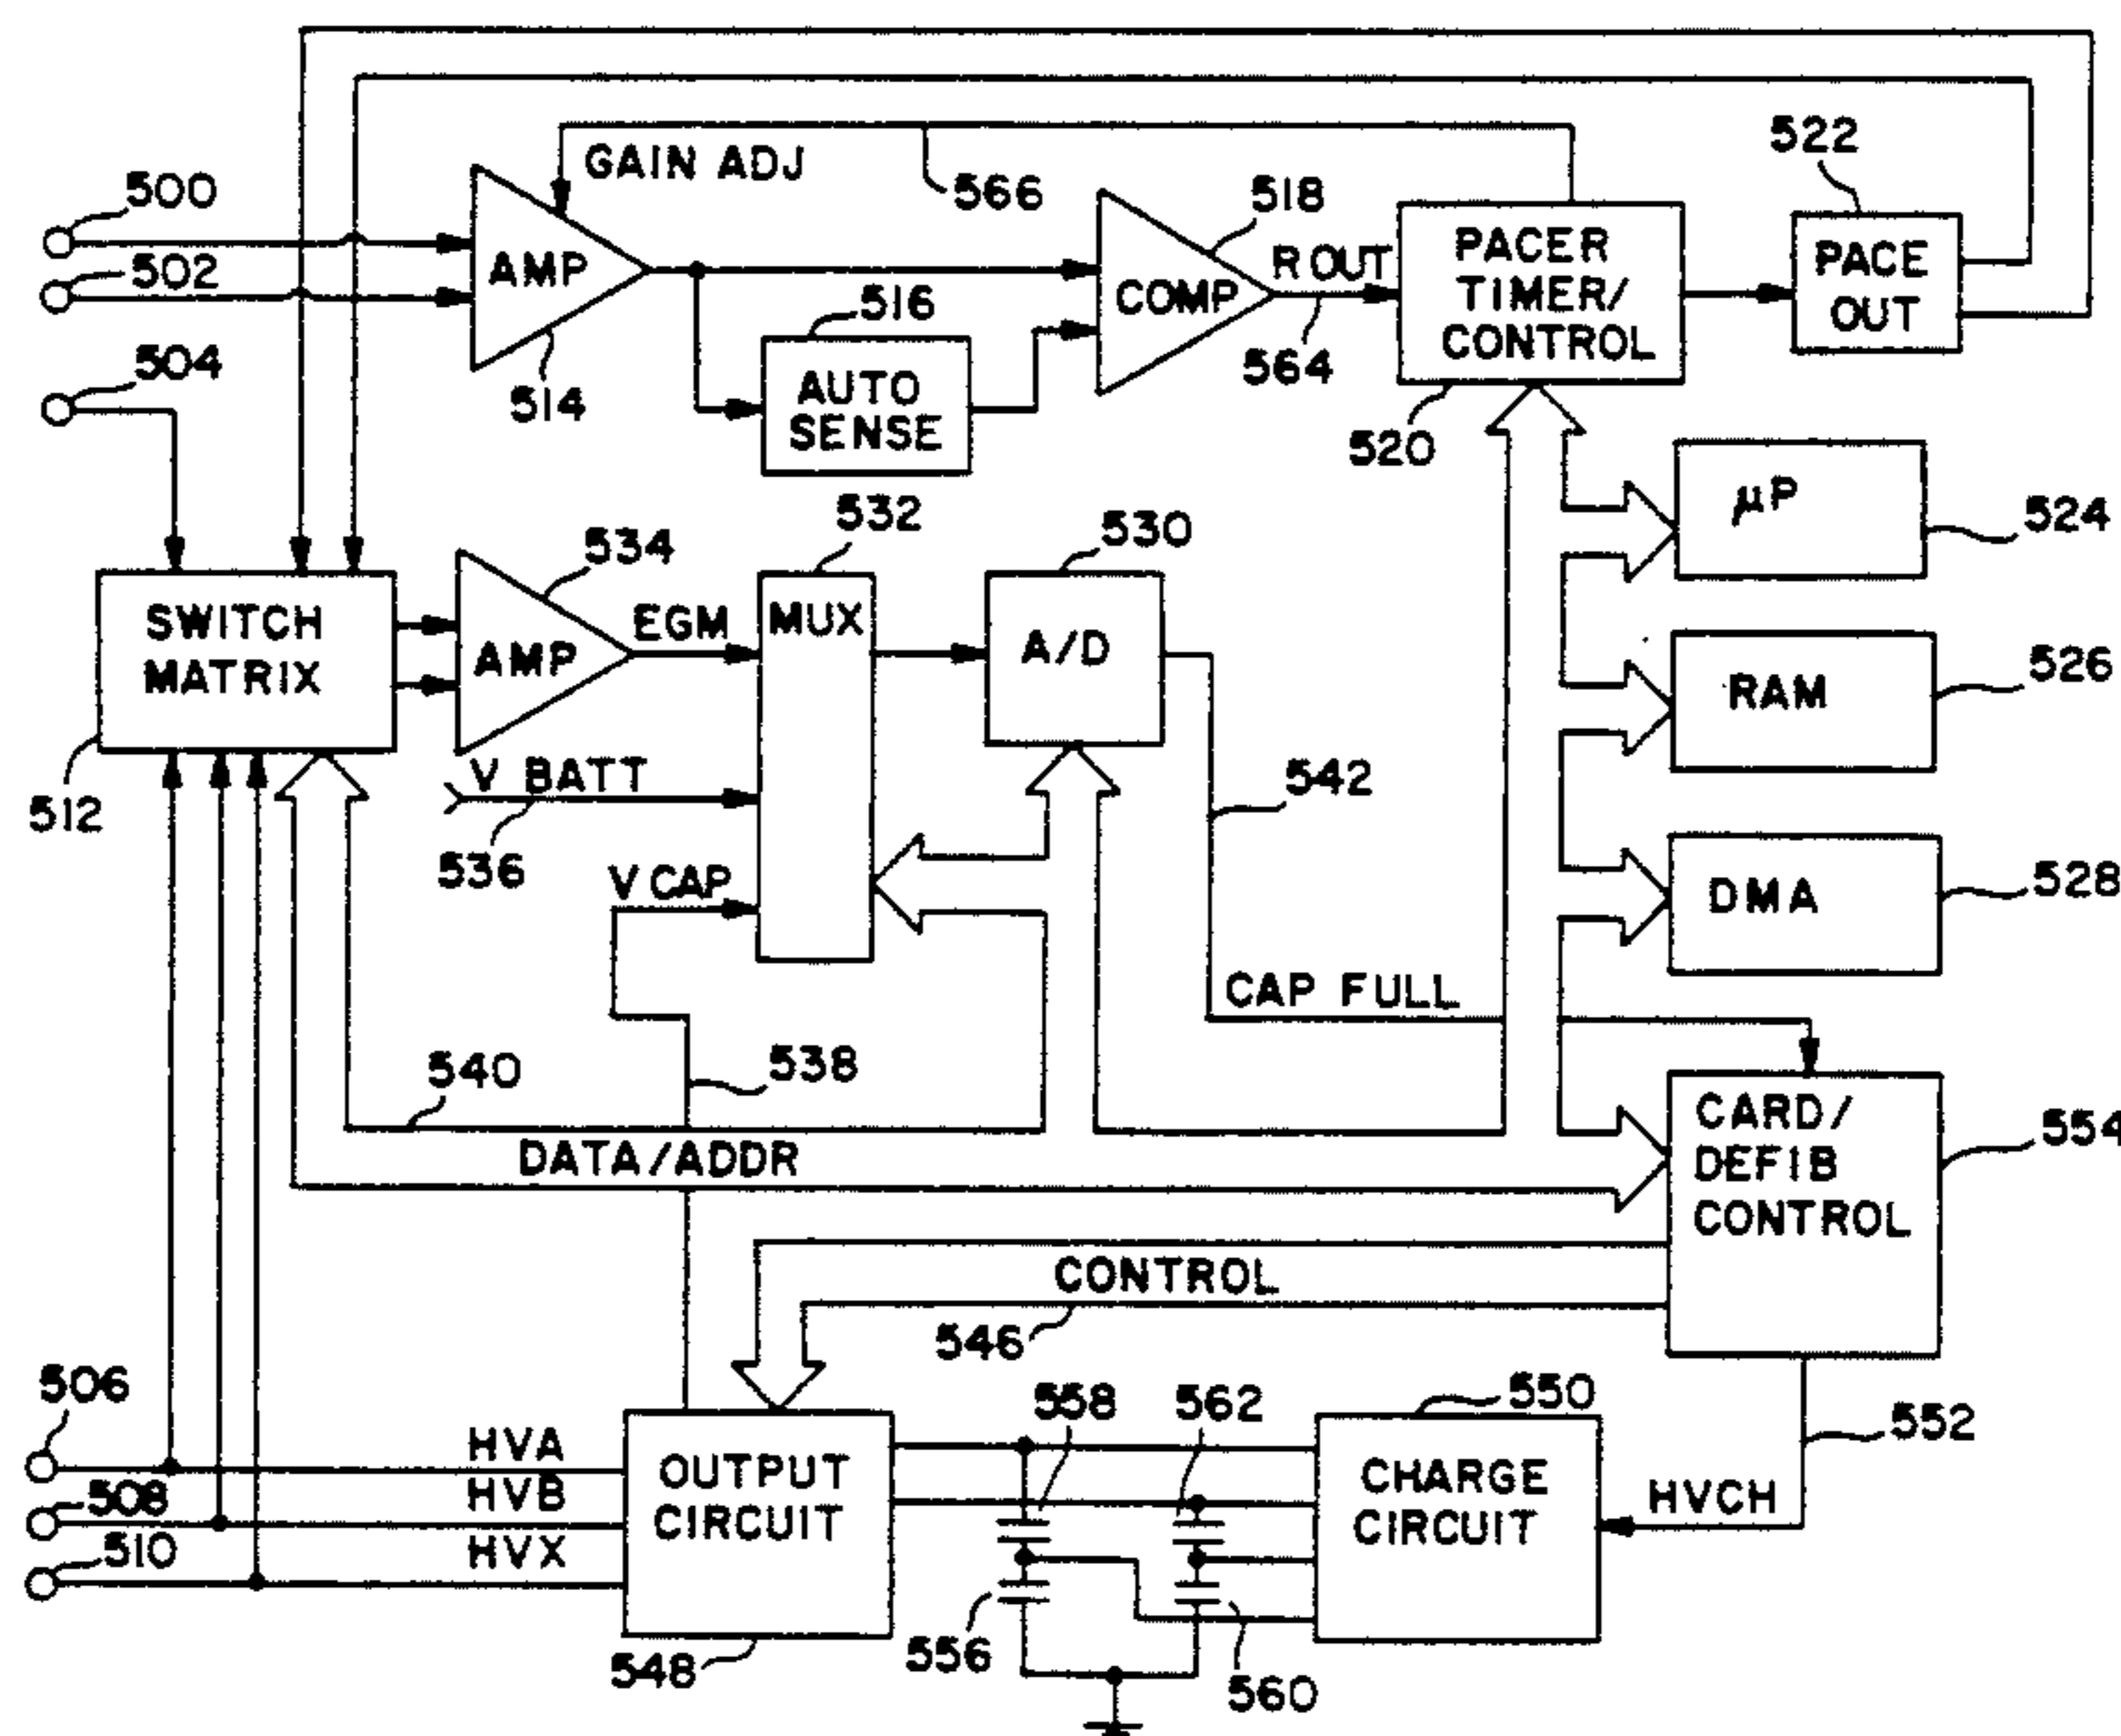 522
500
GAIN ADJ
566
518
502
AMP
516
COMP
R OUT
564
PACER
TIMER/
CONTROL
PACE
OUT
504
514
AUTO
SENSE
520
532
530
µP
524
534
SWITCH
MATRIX
AMP
EGM
MUX
A/D
RAM
526
512
V BATT
536
542
V CAP
DMA
528
CAP FULL
540
538
DATA/ADDR
CARD/
DEFIB
CONTROL
554
CONTROL
546
506
HVA
508
HVB
510
HVX
OUTPUT
CIRCUIT
548
558
562
550
CHARGE
CIRCUIT
HVCH
552
556
560